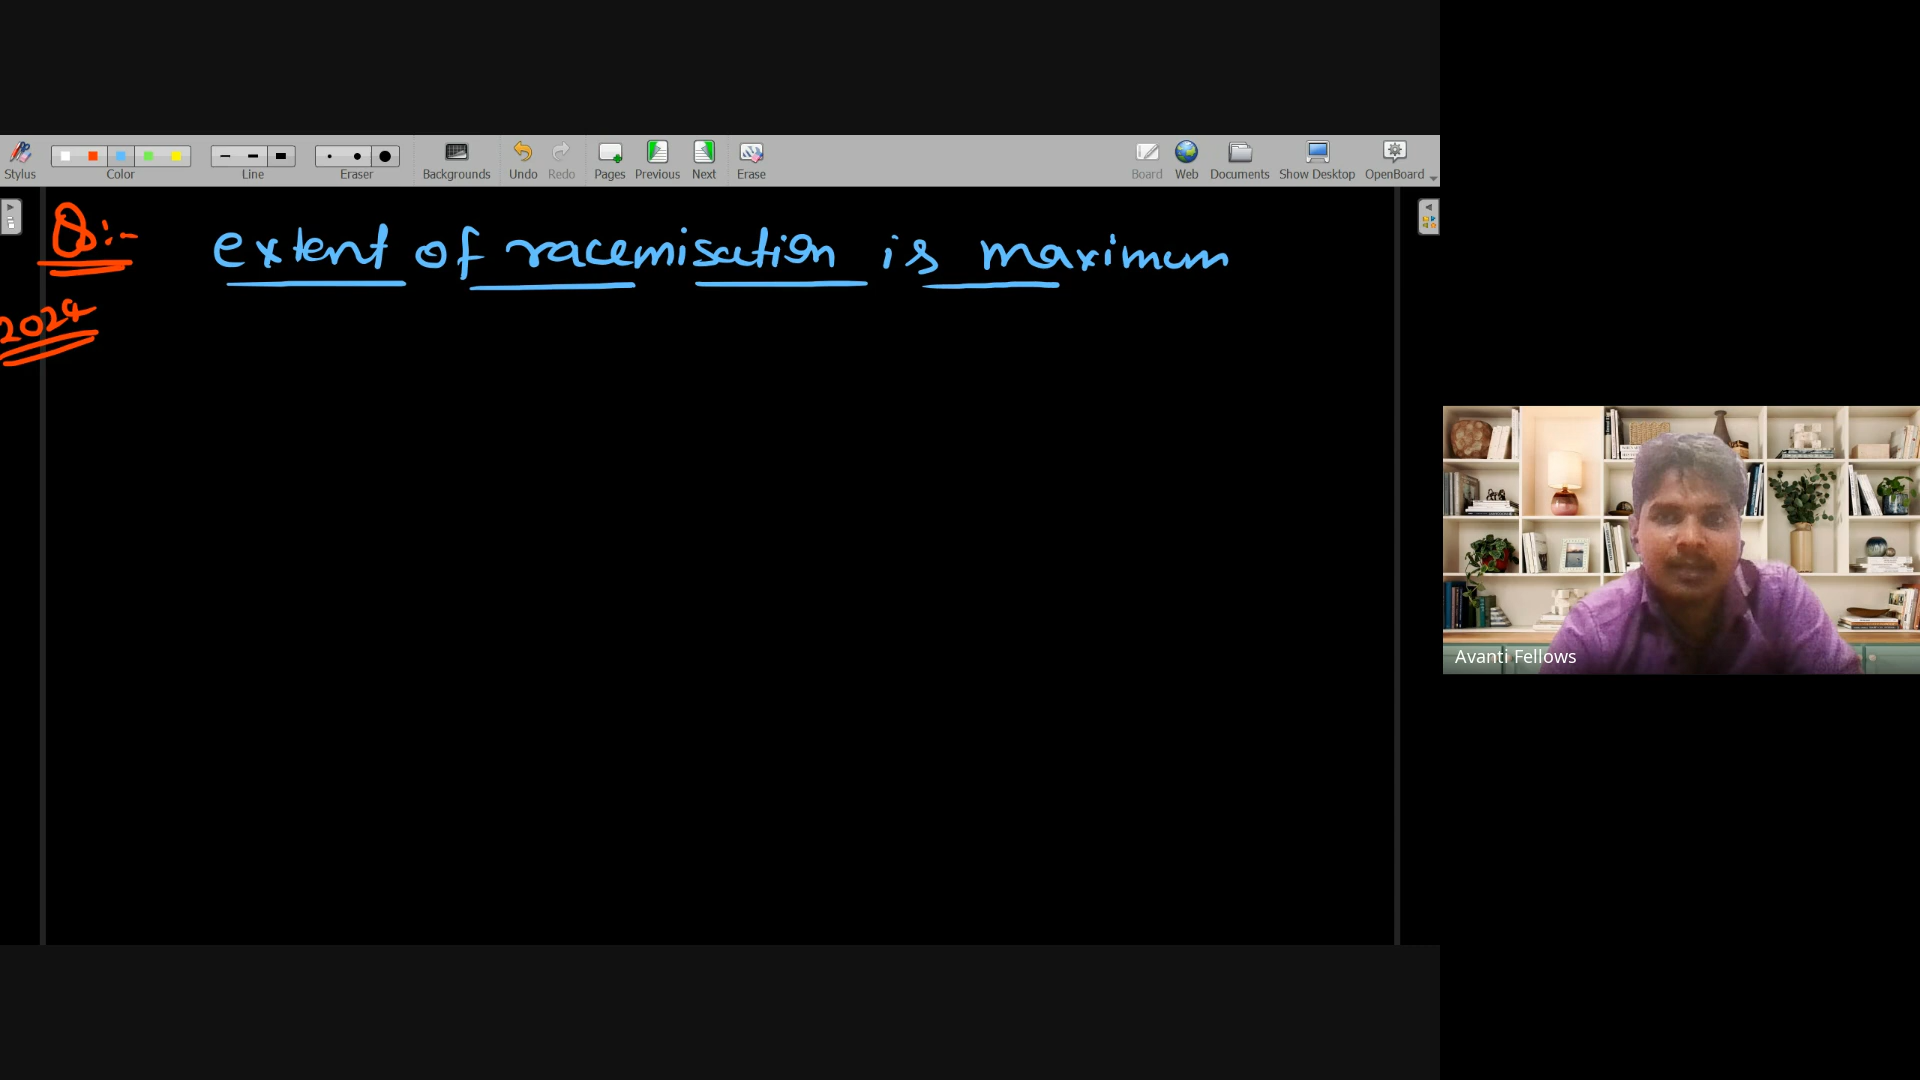 Stylus Color Line Eraser Backgrounds Undo Redo Pages Previous Next Erase Board Web Documents Show Desktop OpenBoard
Q:- extent of racemisation is maximum
2024
Avanti Fellows